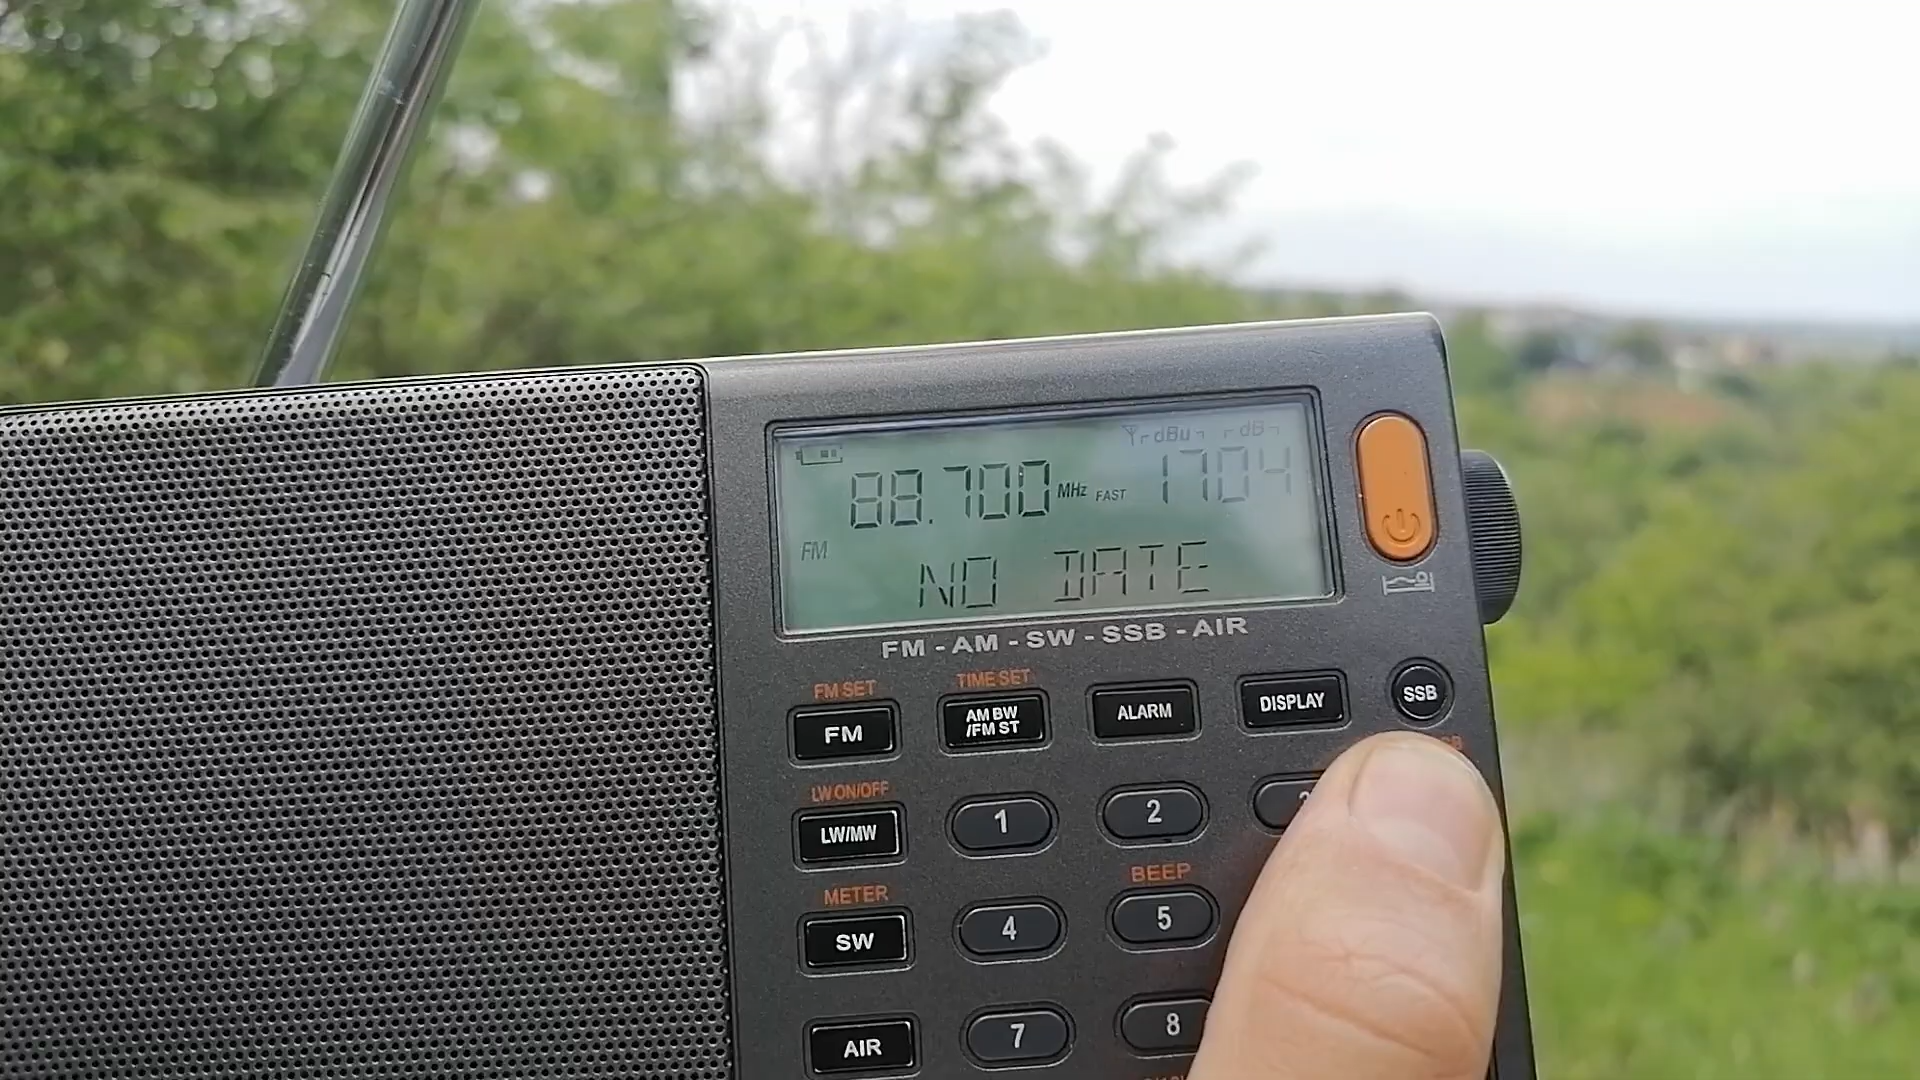 dBu dB
88.700 MHz FAST 1704
FM
NO DATE
FM - AM - SW - SSB - AIR
FM SET TIME SET
FM AM BW /FM ST ALARM DISPLAY SSB
LW ON/OFF
LW/MW 1 2
METER BEEP
SW 4 5
AIR 7 8